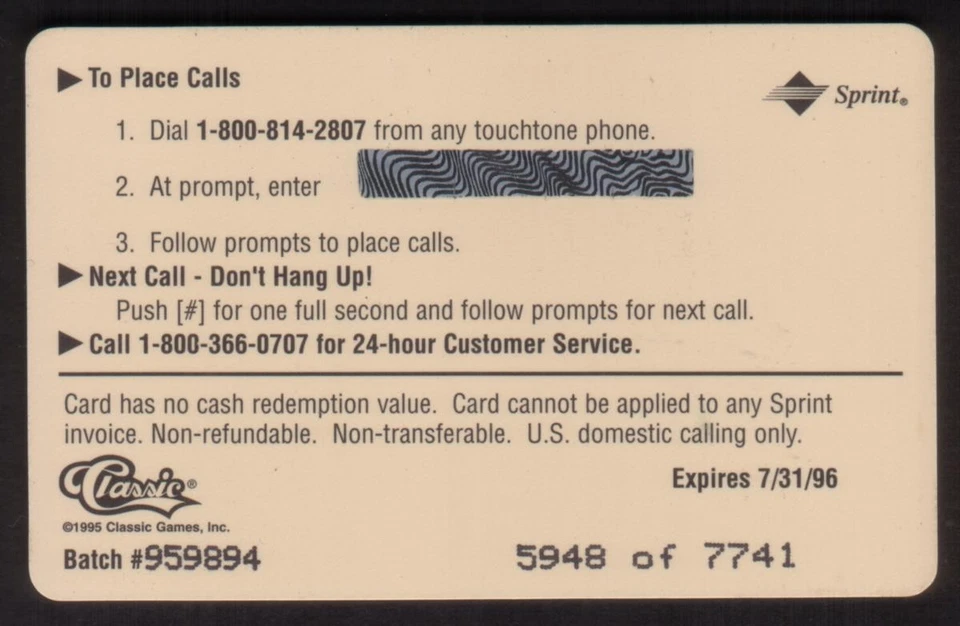 To Place Calls
Sprint®
1. Dial 1-800-814-2807 from any touchtone phone.
2. At prompt, enter
3. Follow prompts to place calls.
Next Call - Don't Hang Up!
Push [#] for one full second and follow prompts for next call.
Call 1-800-366-0707 for 24-hour Customer Service.
Card has no cash redemption value. Card cannot be applied to any Sprint
invoice. Non-refundable. Non-transferable. U.S. domestic calling only.
Classic®
Expires 7/31/96
©1995 Classic Games, Inc.
Batch #959894
5948 of 7741